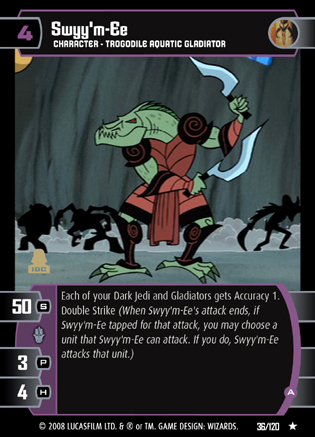 4
Swyy'm-Ee
CHARACTER - TROGODILE AQUATIC GLADIATOR
IDC
50 S
3 P
4 H
Each of your Dark Jedi and Gladiators gets Accuracy 1.
Double Strike (When Swyy'm-Ee's attack ends, if
Swyy'm-Ee tapped for that attack, you may choose a
unit that Swyy'm-Ee can attack. If you do, Swyy'm-Ee
attacks that unit.)
A
© 2008 LUCASFILM LTD. & ® or TM. GAME DESIGN: WIZARDS.
36/120